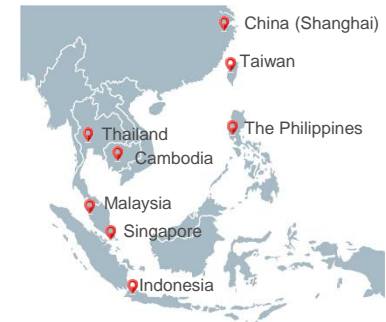 China (Shanghai)
Taiwan
The Philippines
Thailand
Cambodia
Malaysia
Singapore
Indonesia